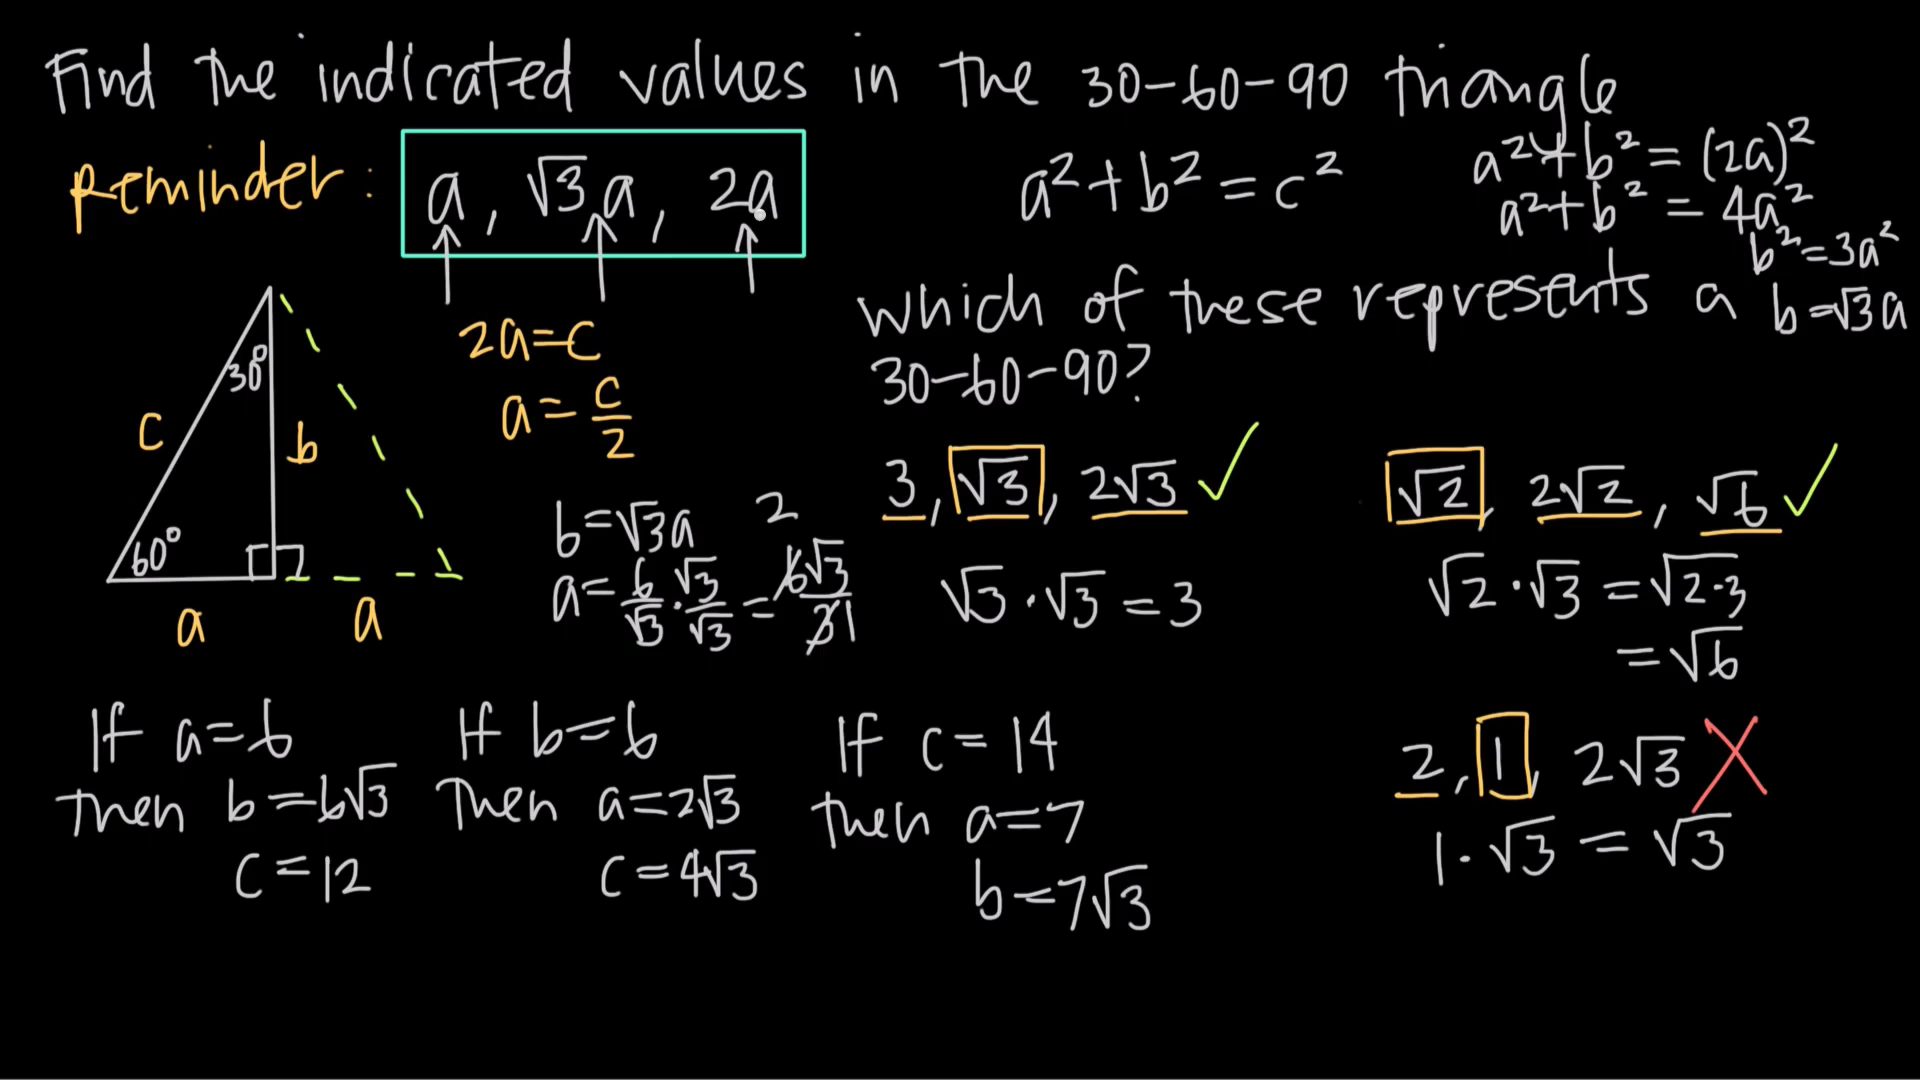 Find the indicated values in the 30-60-90 triangle
Reminder: a, √3a, 2a
a²+b²=c²
a²+b²=(2a)²
a²+b²=4a²
b²=3a²
b=√3a
30°
60°
c
b
a
a
2a=c
a=c/2
b=√3a
a=6/√3·√3/√3=6√3/3 2 1
Which of these represents a
30-60-90?
3, √3, 2√3 ✓
√3·√3=3
√2, 2√2, √6 ✓
√2·√3=√2·3
=√6
2, 1, 2√3 X
1·√3=√3
If a=6
then b=6√3
c=12
If b=6
Then a=2√3
c=4√3
If c=14
then a=7
b=7√3